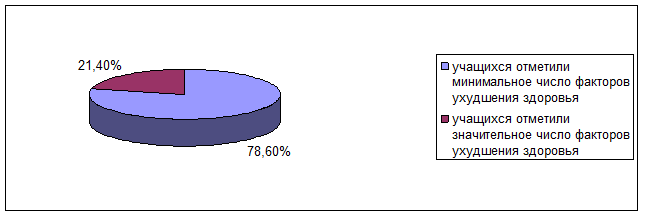 21,40%
78,60%
учащихся отметили
минимальное число факторов
ухудшения здоровья
учащихся отметили
значительное число факторов
ухудшения здоровья